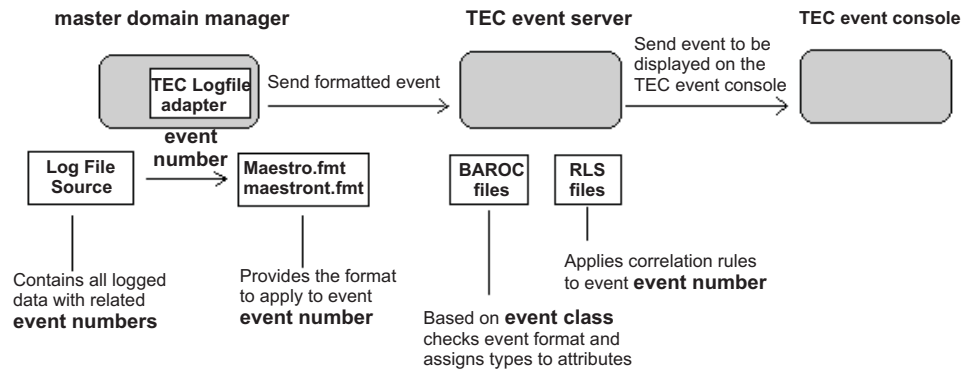 master domain manager
TEC event server
TEC event console
TEC Logfile
adapter
Send formatted event
Send event to be
displayed on the
TEC event console
event
number
Log File
Source
Maestro.fmt
maestront.fmt
BAROC
files
RLS
files
Contains all logged
data with related
event numbers
Provides the format
to apply to event
event number
Based on event class
checks event format and
assigns types to attributes
Applies correlation rules
to event event number